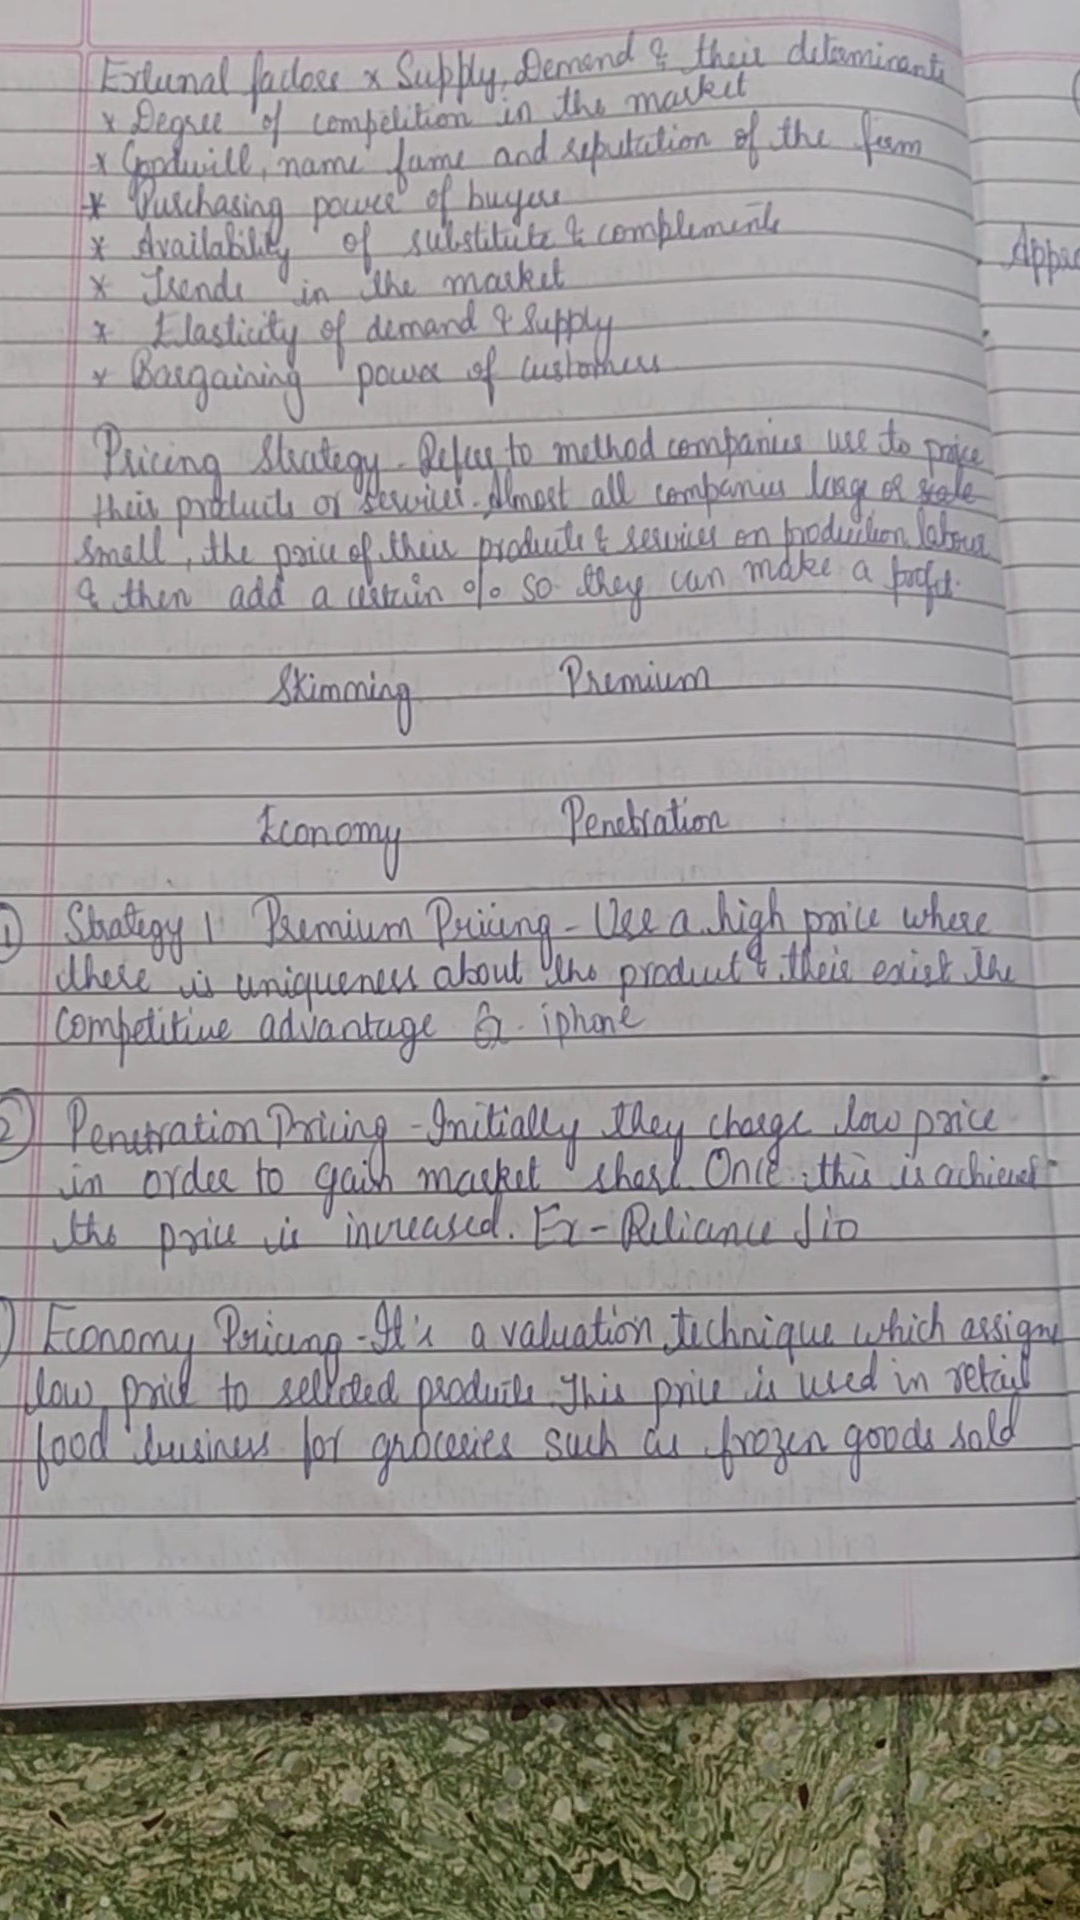 External factors x Supply, Demand & their determinants
x Degree of competition in the market
x Goodwill, name fame and reputation of the firm
* Purchasing power of buyers
* Availability of substitute & complements
* Trends in the market
* Elasticity of demand & Supply
* Bargaining power of customers
Appa
Pricing Strategy - Refers to method companies use to price
their products or services. Almost all companies large or
small, the price of their products & services on production labour
& then add a certain % so they can make a profit.
Skimming Premium
Economy Penetration
1 Strategy 1 Premium Pricing - Use a high price where
there is uniqueness about the product & their exist the
competitive advantage Ex. iphone
2 Penetration Pricing - Initially they charge low price
in order to gain market share. Once this is achieved
the price is increased. Ex - Reliance Jio
Economy Pricing - It's a valuation technique which assigns
low price to selected products. This price is used in retail
food business for groceries such as frozen goods sold